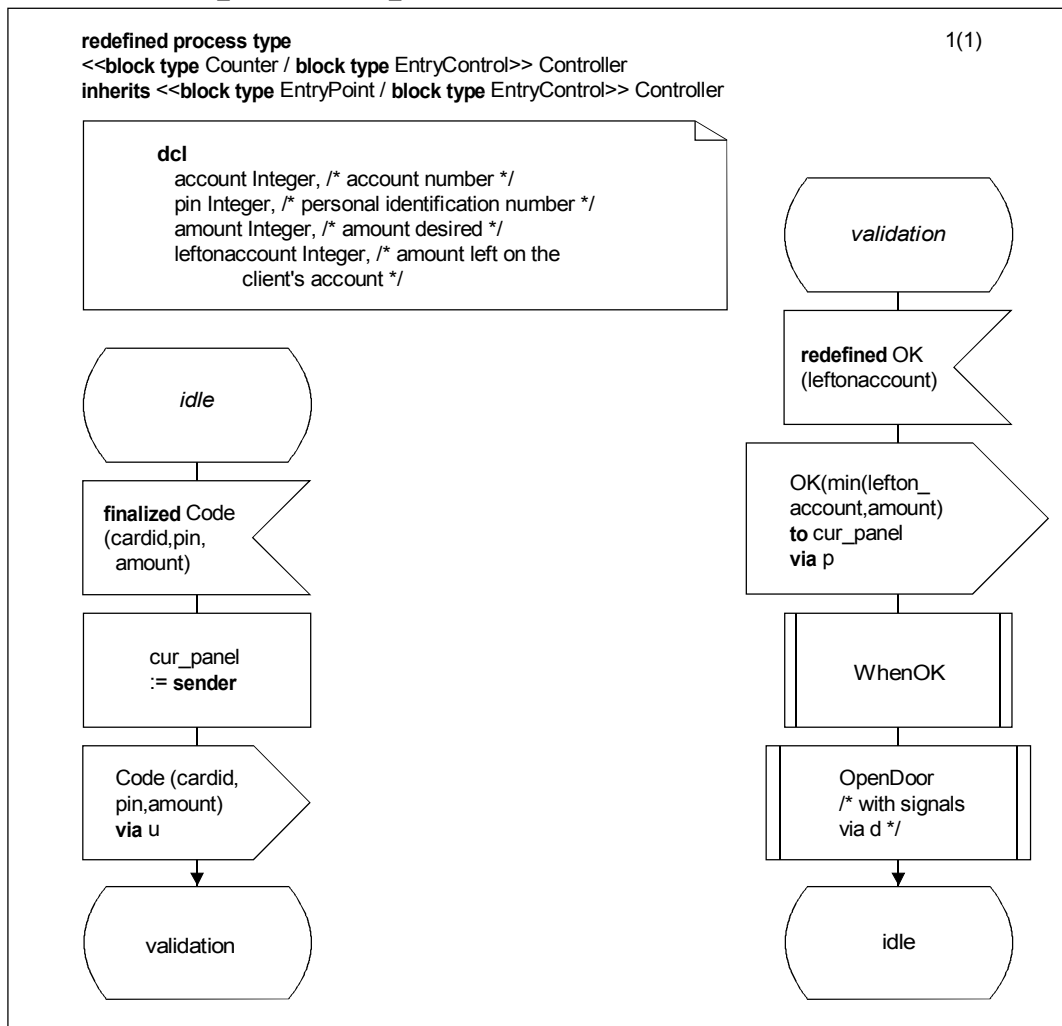 redefined process type
1(1)
<<block type Counter / block type EntryControl>> Controller
inherits <<block type EntryPoint / block type EntryControl>> Controller
dcl
account Integer, /* account number */
pin Integer, /* personal identification number */
amount Integer, /* amount desired */
leftonaccount Integer, /* amount left on the
client's account */
idle
finalized Code
(cardid,pin,
amount)
cur_panel
:= sender
Code (cardid,
pin,amount)
via u
validation
validation
redefined OK
(leftonaccount)
OK(min(lefton_
account,amount)
to cur_panel
via p
WhenOK
OpenDoor
/* with signals
via d */
idle